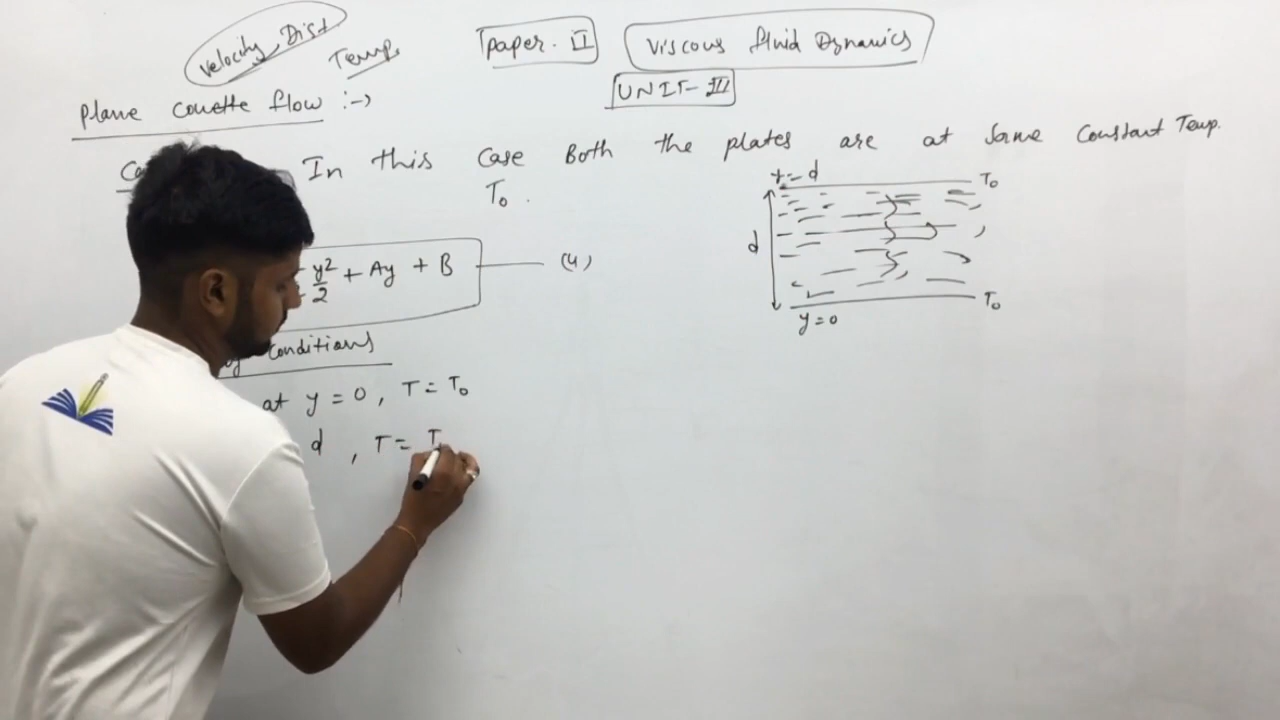 Velocity Dist
Temp.
Paper - II
Viscous fluid Dynamics
UNIT - III
Plane couette flow :->
In this Case Both the plates are at Same Constant Temp.
T₀ .
y = d
T₀
d
T₀
y = 0
y²/2 + Ay + B —— (4)
Conditions
at y = 0, T = T₀
d , T = T